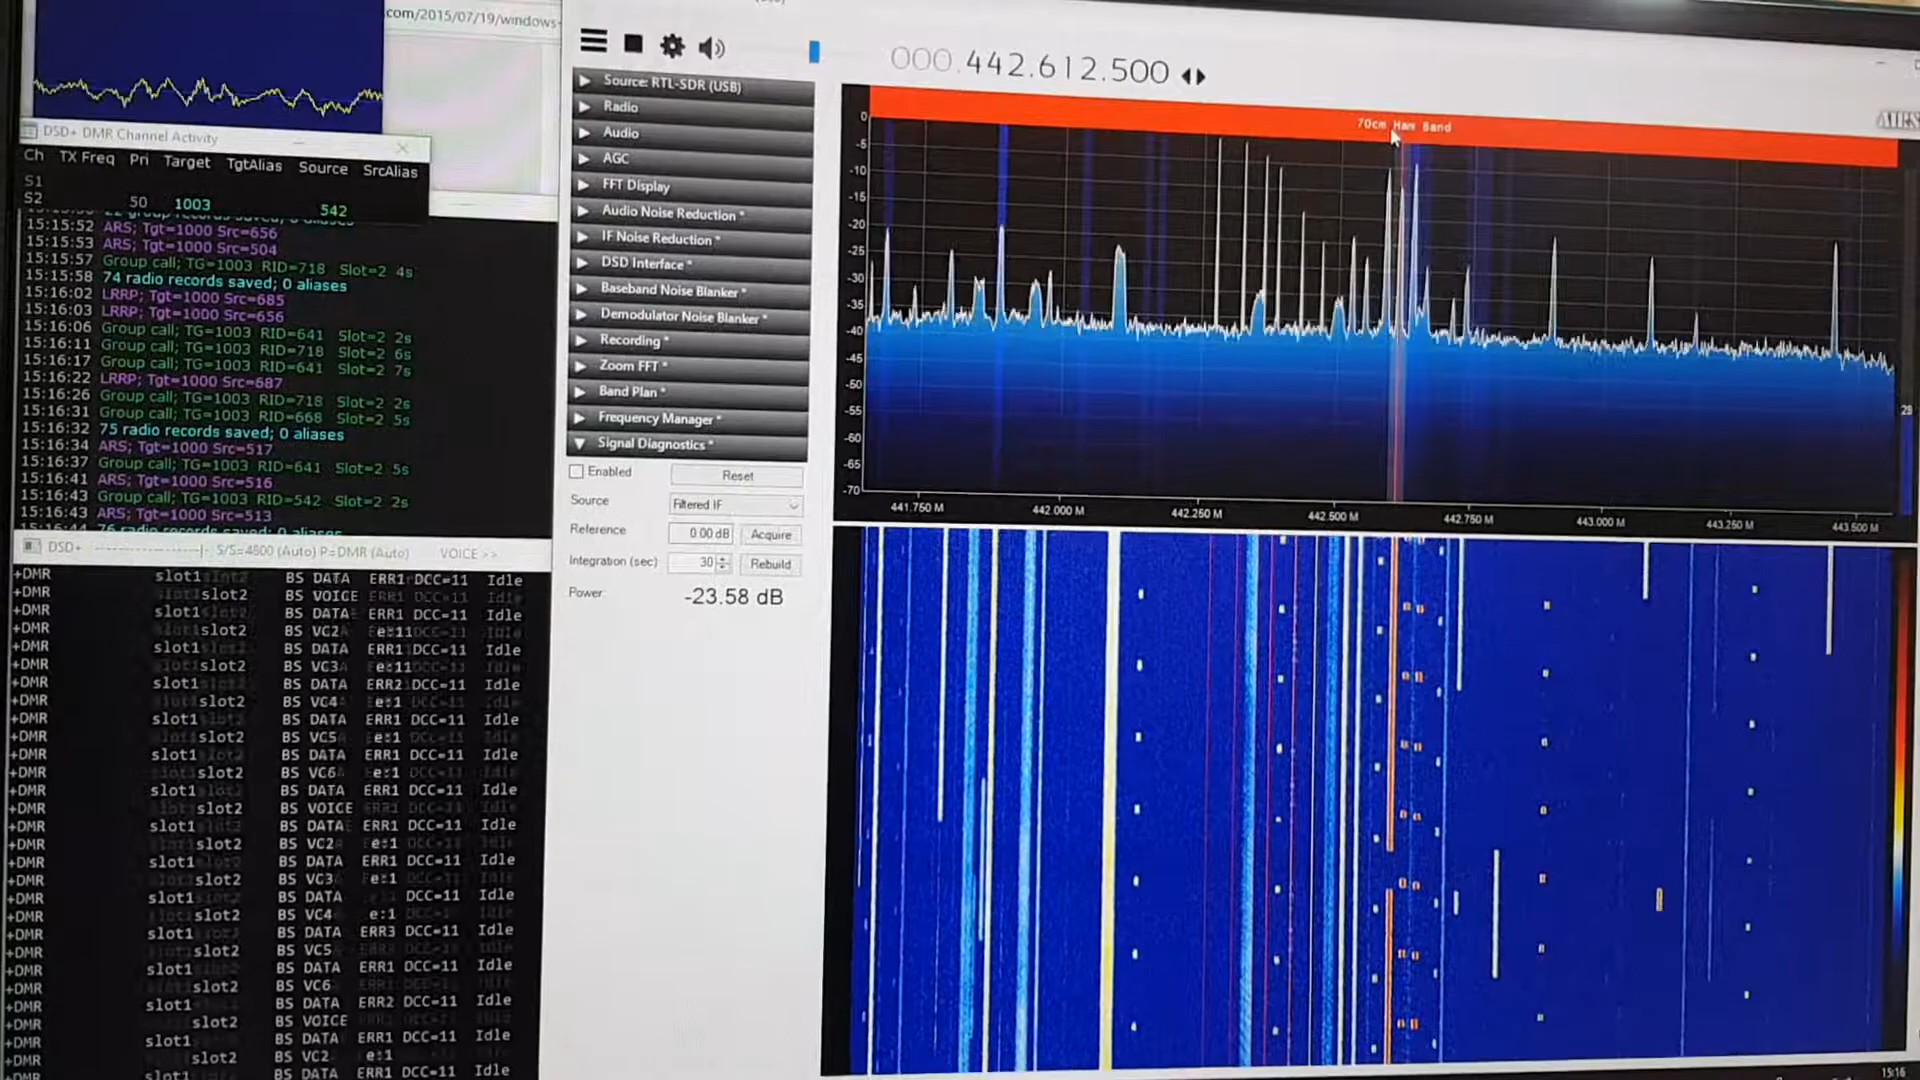 com/2015/07/19/windows-
DSD+ DMR Channel Activity
Ch TX Freq Pri Target TgtAlias Source SrcAlias
S1
S2 50 1003 542
15:15:52 ARS; Tgt=1000 Src=656
15:15:53 ARS; Tgt=1000 Src=504
15:15:57 Group call; TG=1003 RID=718 Slot=2 4s
15:15:58 74 radio records saved; 0 aliases
15:16:02 LRRP; Tgt=1000 Src=685
15:16:03 LRRP; Tgt=1000 Src=656
15:16:06 Group call; TG=1003 RID=641 Slot=2 2s
15:16:11 Group call; TG=1003 RID=718 Slot=2 6s
15:16:17 Group call; TG=1003 RID=641 Slot=2 7s
15:16:22 LRRP; Tgt=1000 Src=687
15:16:26 Group call; TG=1003 RID=718 Slot=2 2s
15:16:31 Group call; TG=1003 RID=668 Slot=2 5s
15:16:32 75 radio records saved; 0 aliases
15:16:34 ARS; Tgt=1000 Src=517
15:16:37 Group call; TG=1003 RID=641 Slot=2 5s
15:16:41 ARS; Tgt=1000 Src=516
15:16:43 Group call; TG=1003 RID=542 Slot=2 2s
15:16:43 ARS; Tgt=1000 Src=513
15:16:44 76 radio records saved; 0 aliases
DSD+ S/S=4800 (Auto) P=DMR (Auto) VOICE >>
+DMR slot1 BS DATA ERR1 DCC=11 Idle
+DMR slot2 BS VOICE
+DMR slot1 BS DATA ERR1 DCC=11 Idle
+DMR slot2 BS VC2 e:11
+DMR slot1 BS DATA ERR1 DCC=11 Idle
+DMR slot2 BS VC3 e:11
+DMR slot1 BS DATA ERR2 DCC=11 Idle
+DMR slot2 BS VC4 e:1
+DMR slot1 BS DATA ERR1 DCC=11 Idle
+DMR slot2 BS VC5 e:1
+DMR slot1 BS DATA ERR1 DCC=11 Idle
+DMR slot2 BS VC6 e:1
+DMR slot1 BS DATA ERR1 DCC=11 Idle
+DMR slot2 BS VOICE
+DMR slot1 BS DATA ERR1 DCC=11 Idle
+DMR slot2 BS VC2 e:1
+DMR slot1 BS DATA ERR1 DCC=11 Idle
+DMR slot2 BS VC3 e:1
+DMR slot1 BS DATA DCC=11 Idle
+DMR slot2 BS VC4 e:1
+DMR slot1 BS DATA ERR3 DCC=11 Idle
+DMR slot2 BS VC5 e:1
+DMR slot1 BS DATA ERR1 DCC=11 Idle
+DMR slot2 BS VC6
+DMR slot1 BS DATA ERR2 DCC=11 Idle
+DMR slot2 BS VOICE
+DMR slot1 BS DATA ERR1 DCC=11 Idle
+DMR slot2 BS VC2 e:1
+DMR slot1 BS DATA ERR1 DCC=11 Idle
000.442.612.500
Source: RTL-SDR (USB)
Radio
Audio
AGC
FFT Display
Audio Noise Reduction *
IF Noise Reduction *
DSD Interface *
Baseband Noise Blanker *
Demodulator Noise Blanker *
Recording *
Zoom FFT *
Band Plan *
Frequency Manager *
Signal Diagnostics *
Enabled Reset
Source Filtered IF
Reference 0.00 dB Acquire
Integration (sec) 30 Rebuild
Power: -23.58 dB
70cm Ham Band
0
-5
-10
-15
-20
-25
-30
-35
-40
-45
-50
-55
-60
-65
-70
441.750 M 442.000 M 442.250 M 442.500 M 442.750 M 443.000 M 443.250 M 443.500 M
15:16